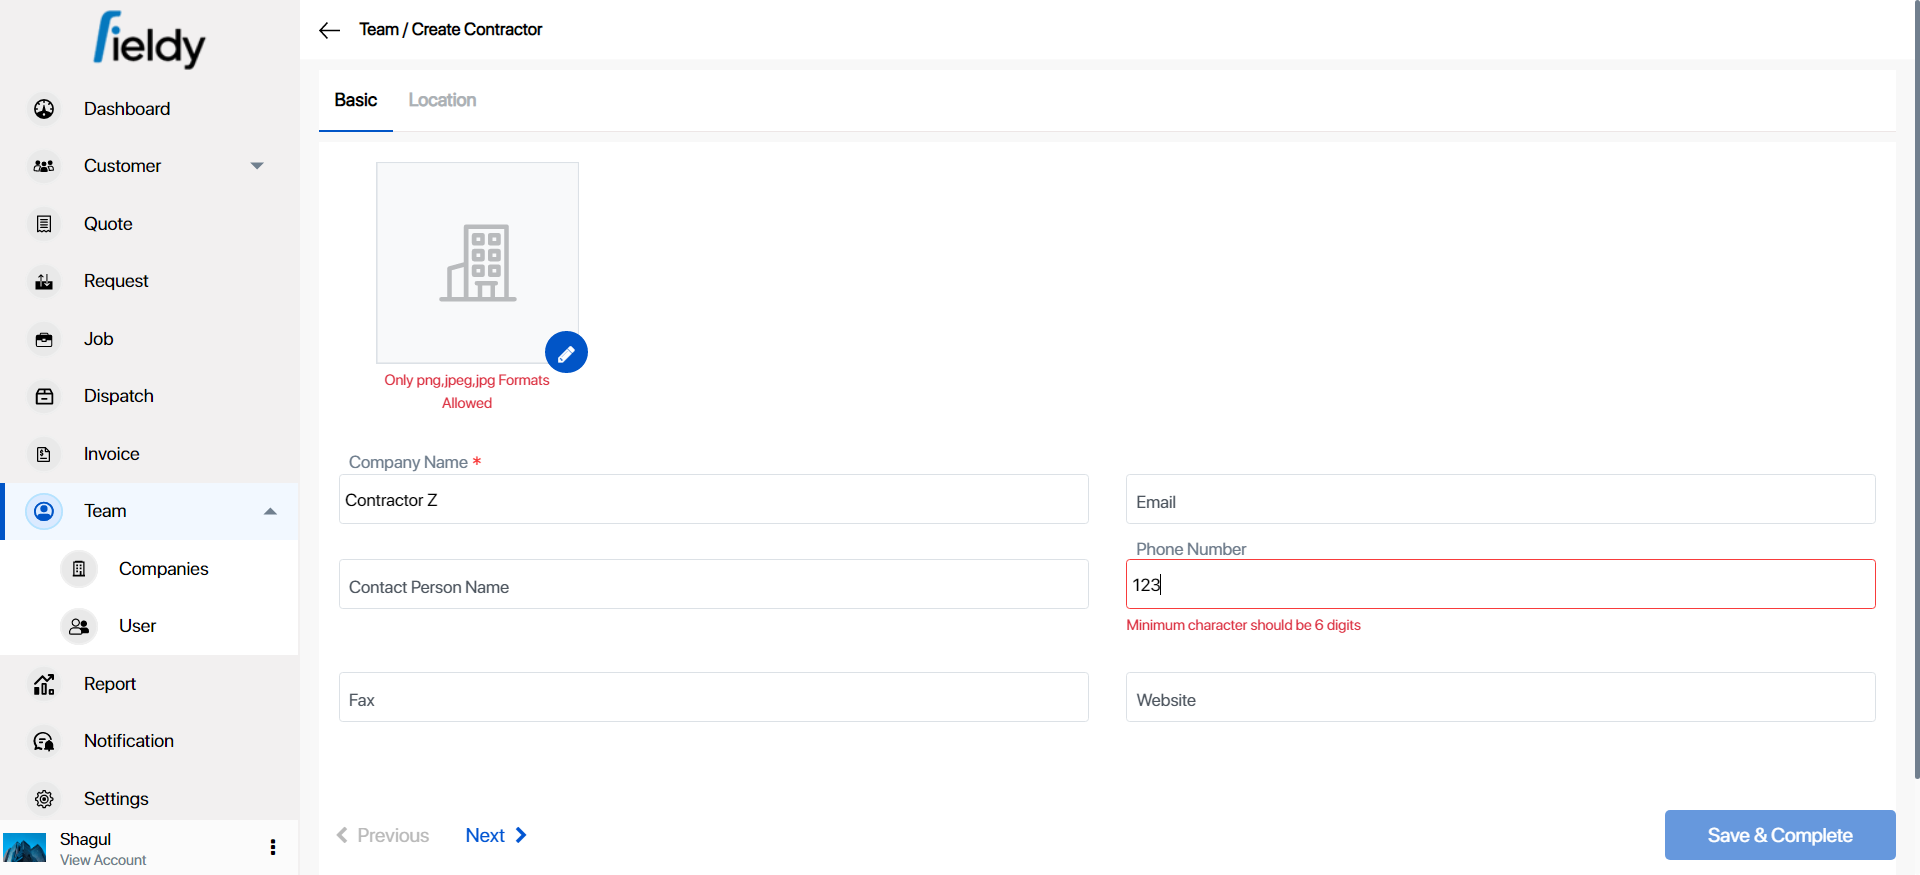 fieldy
Dashboard
Customer
Quote
Request
Job
Dispatch
Invoice
Team
Companies
User
Report
Notification
Settings
Shagul
View Account
Team / Create Contractor
Basic
Location
Only png,jpeg,jpg Formats
Allowed
Company Name *
Contractor Z
Email
Contact Person Name
Phone Number
123
Minimum character should be 6 digits
Fax
Website
Previous
Next
Save & Complete